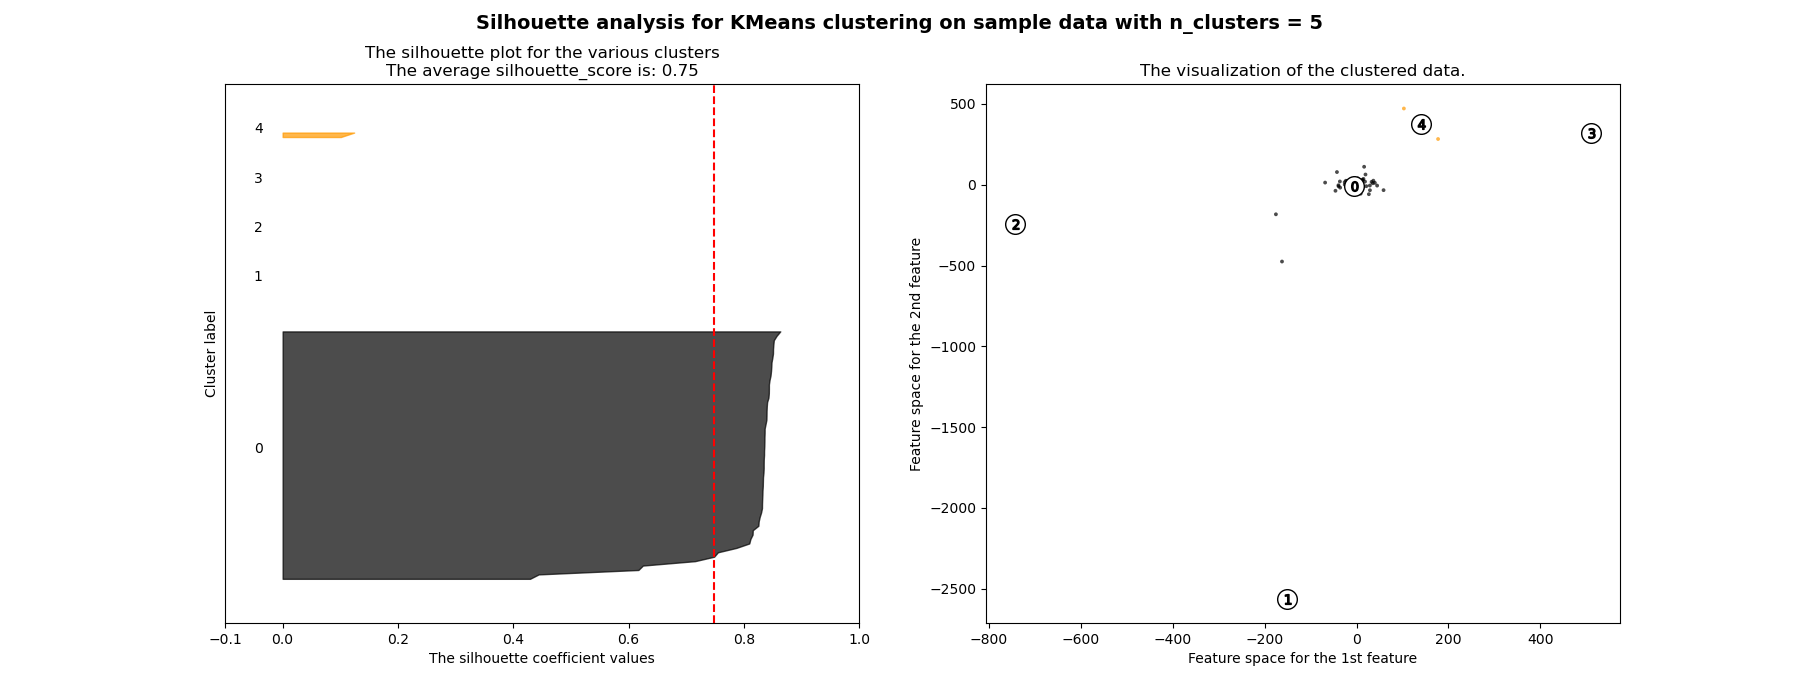 Silhouette analysis for KMeans clustering on sample data with n_clusters = 5
The silhouette plot for the various clusters
The average silhouette_score is: 0.75
4
3
2
1
0
Cluster label
−0.1 0.0 0.2 0.4 0.6 0.8 1.0
The silhouette coefficient values
The visualization of the clustered data.
500
0
−500
−1000
−1500
−2000
−2500
Feature space for the 2nd feature
4
3
0
2
1
−800 −600 −400 −200 0 200 400
Feature space for the 1st feature